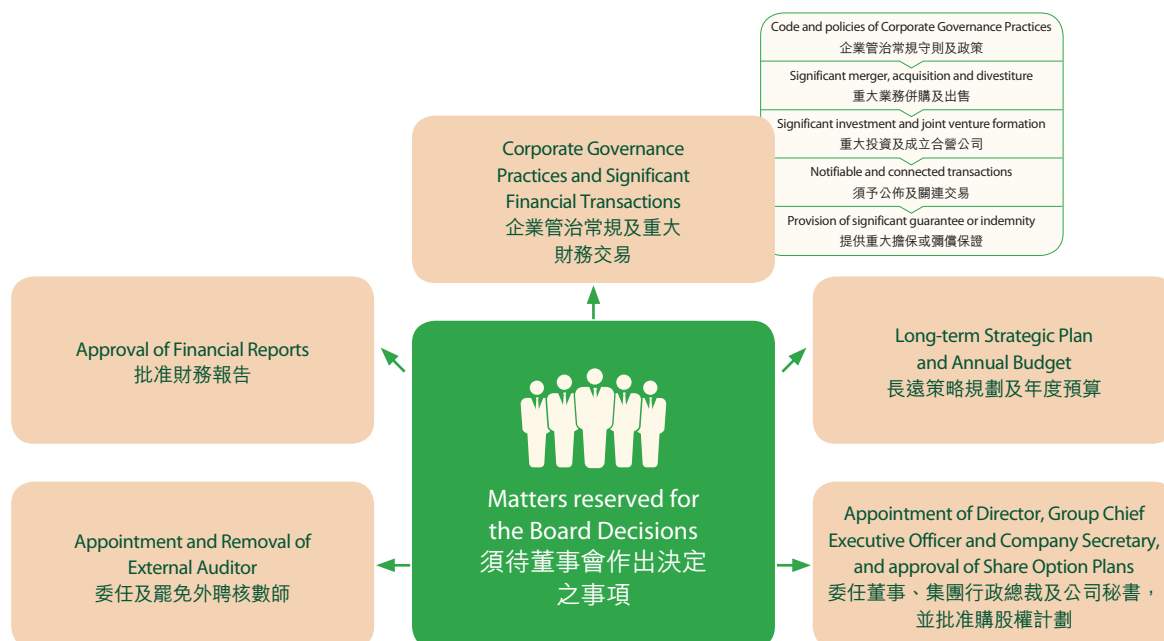 Code and policies of Corporate Governance Practices
企業管治常規守則及政策
Significant merger, acquisition and divestiture
重大業務併購及出售
Significant investment and joint venture formation
重大投資及成立合營公司
Notifiable and connected transactions
須予公佈及關連交易
Provision of significant guarantee or indemnity
提供重大擔保或彌償保證
Corporate Governance
Practices and Significant
Financial Transactions
企業管治常規及重大
財務交易
Approval of Financial Reports
批准財務報告
Long-term Strategic Plan
and Annual Budget
長遠策略規劃及年度預算
Matters reserved for
the Board Decisions
須待董事會作出決定
之事項
Appointment and Removal of
External Auditor
委任及罷免外聘核數師
Appointment of Director, Group Chief
Executive Officer and Company Secretary,
and approval of Share Option Plans
委任董事、集團行政總裁及公司秘書，
並批准購股權計劃